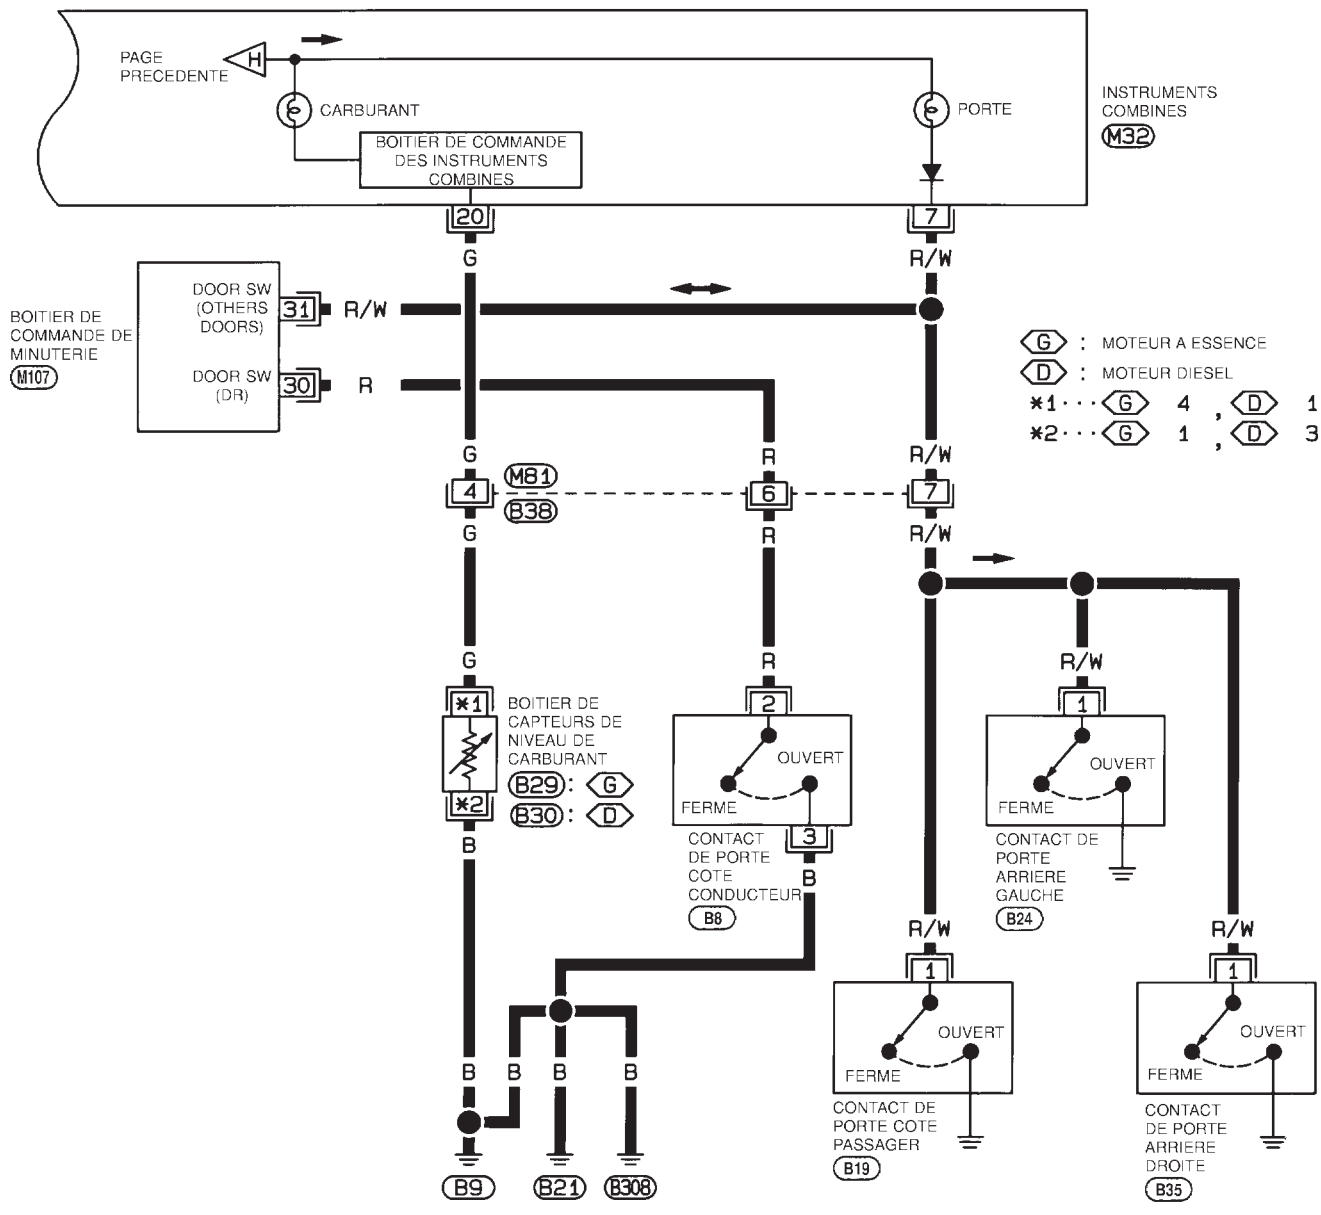 PAGE
PRECEDENTE
H
CARBURANT
BOITIER DE COMMANDE
DES INSTRUMENTS
COMBINES
PORTE
INSTRUMENTS
COMBINES
M32
20
7
G
R/W
BOITIER DE
COMMANDE DE
MINUTERIE
M107
DOOR SW
(OTHERS
DOORS)
31
R/W
DOOR SW
(DR)
30
R
G : MOTEUR A ESSENCE
D : MOTEUR DIESEL
*1··· G 4 , D 1
*2··· G 1 , D 3
G
R
R/W
4
M81
B38
6
7
G
R
R/W
G
R
R/W
*1
BOITIER DE
CAPTEURS DE
NIVEAU DE
CARBURANT
B29 : G
B30 : D
*2
B
2
OUVERT
FERME
3
CONTACT
DE PORTE
COTE
CONDUCTEUR
B8
B
1
OUVERT
FERME
CONTACT DE
PORTE
ARRIERE
GAUCHE
B24
R/W
R/W
1
OUVERT
FERME
CONTACT DE
PORTE COTE
PASSAGER
B19
1
OUVERT
FERME
CONTACT
DE PORTE
ARRIERE
DROITE
B35
B
B
B
B
B9
B21
B308